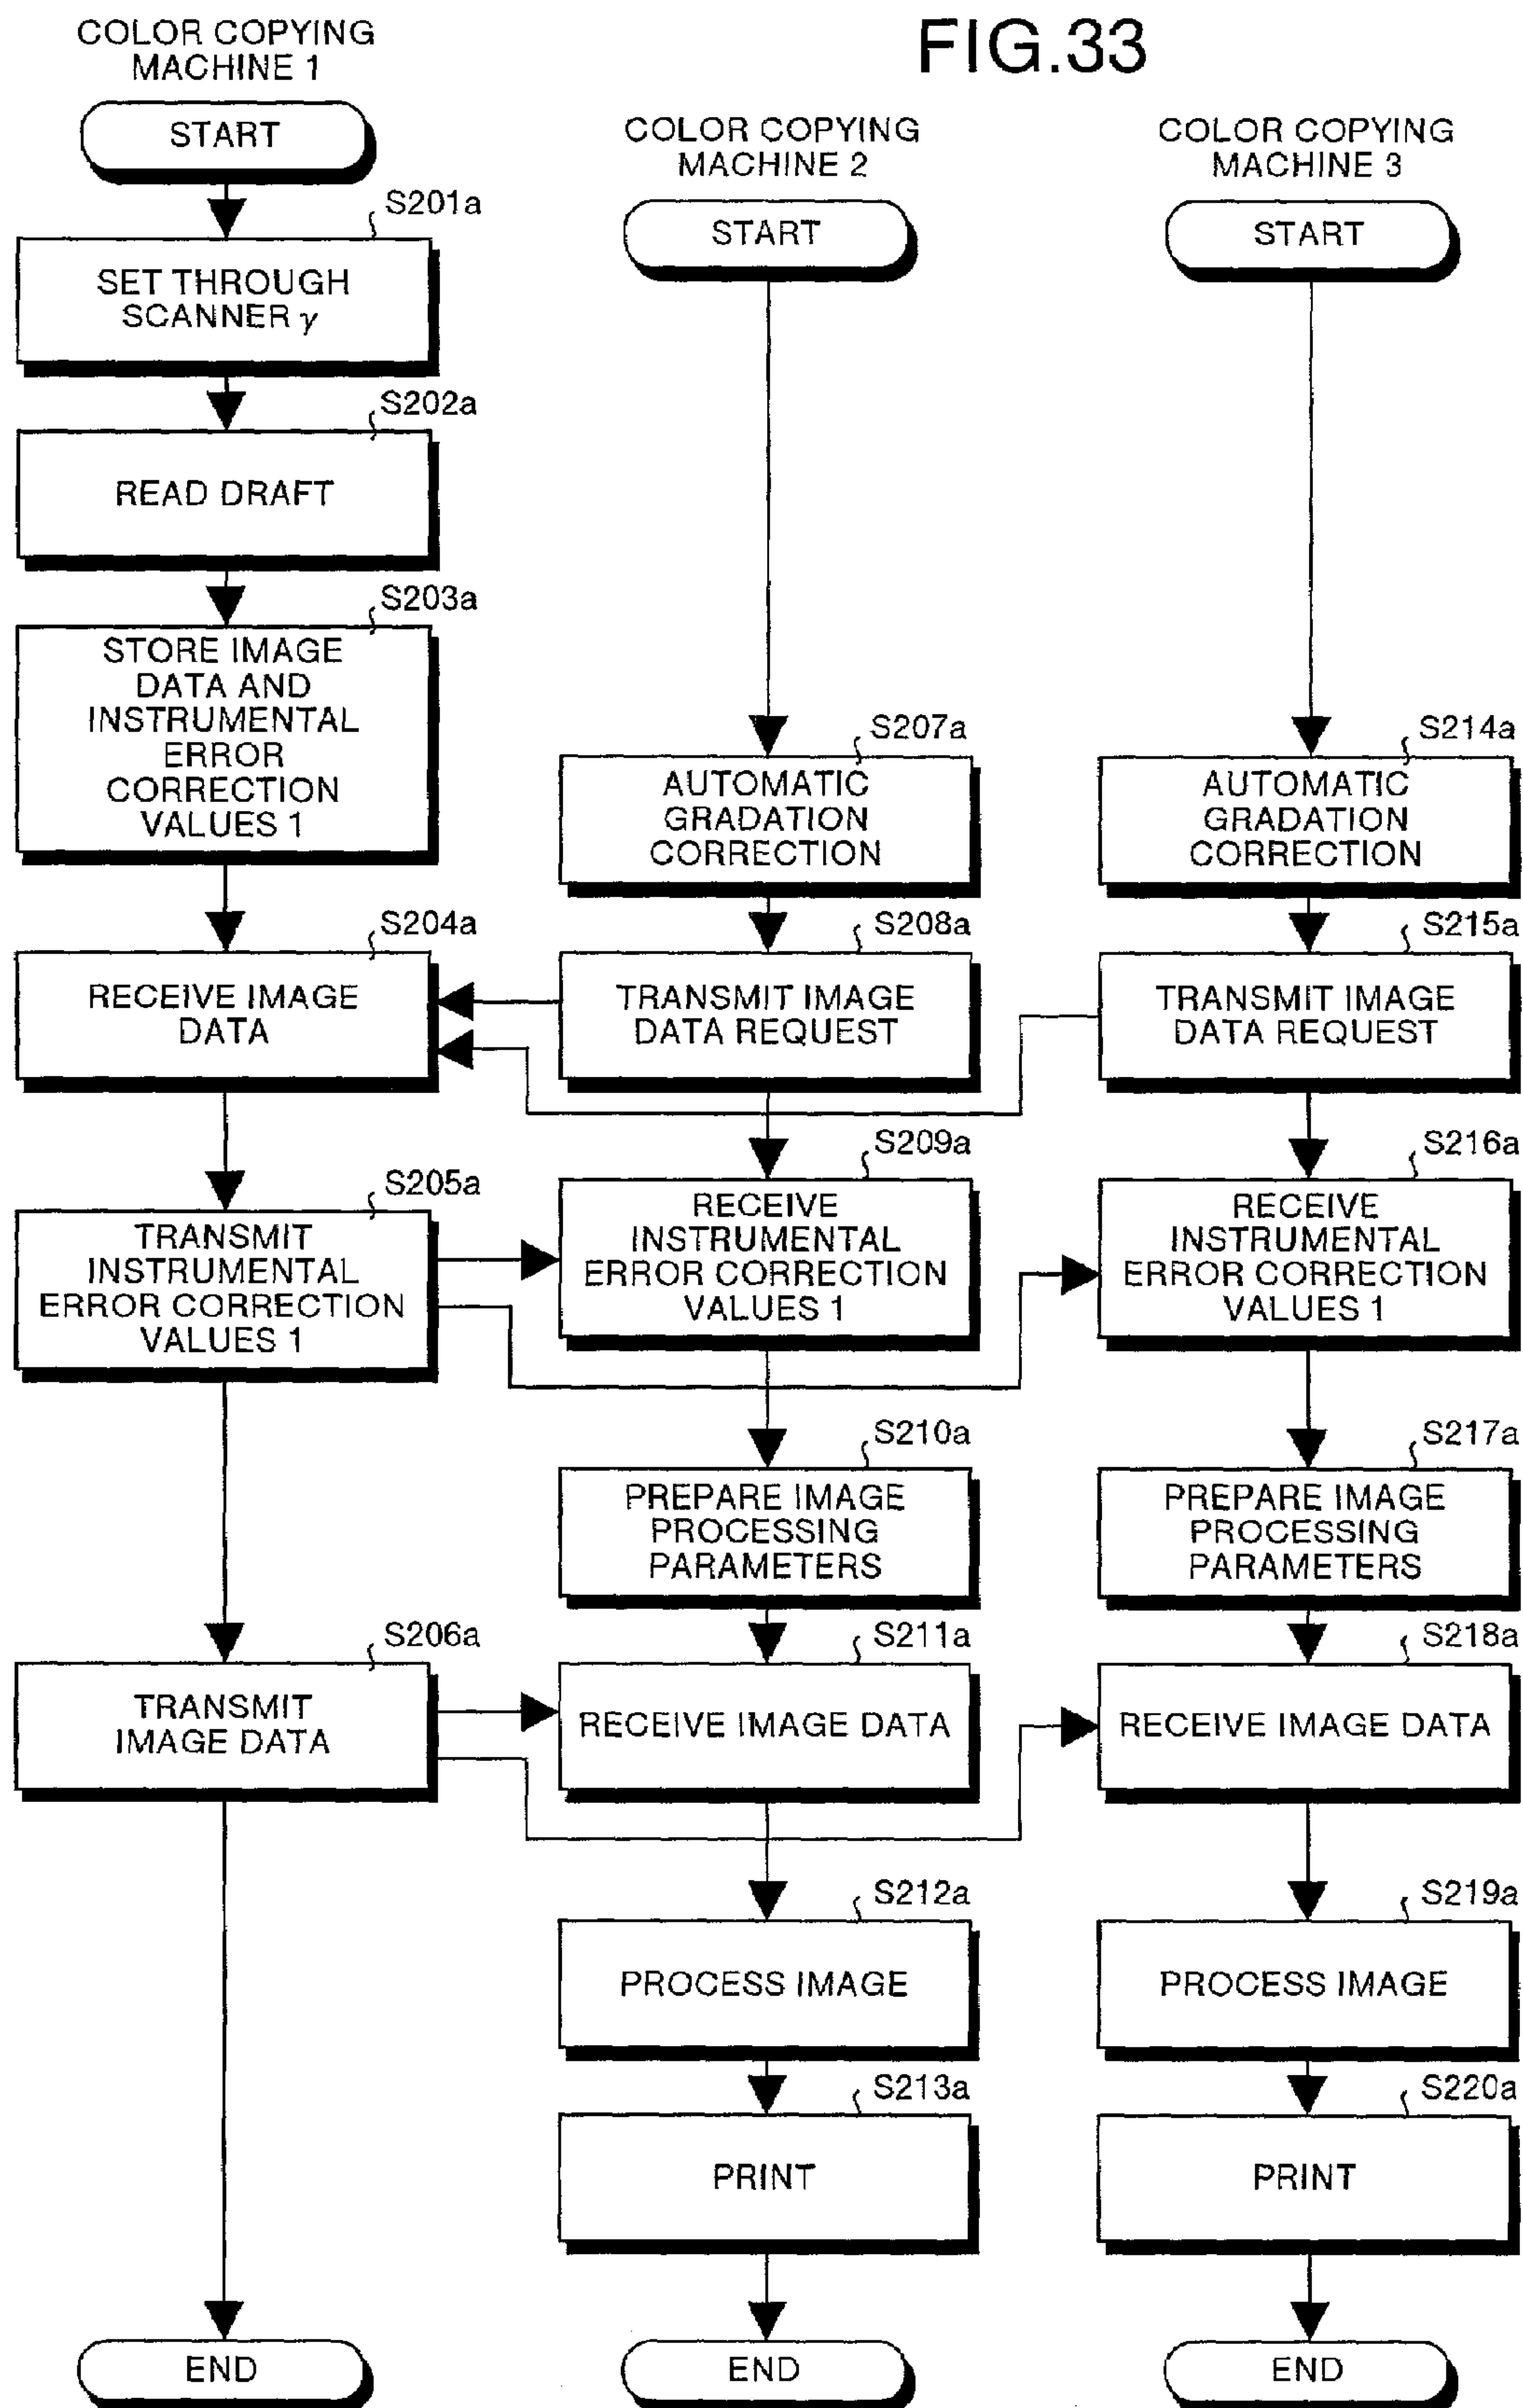 FIG.33
COLOR COPYING
MACHINE 1
START
S201a
SET THROUGH
SCANNER γ
S202a
READ DRAFT
S203a
STORE IMAGE
DATA AND
INSTRUMENTAL
ERROR
CORRECTION
VALUES 1
S204a
RECEIVE IMAGE
DATA
S205a
TRANSMIT
INSTRUMENTAL
ERROR CORRECTION
VALUES 1
S206a
TRANSMIT
IMAGE DATA
END
COLOR COPYING
MACHINE 2
START
S207a
AUTOMATIC
GRADATION
CORRECTION
S208a
TRANSMIT IMAGE
DATA REQUEST
S209a
RECEIVE
INSTRUMENTAL
ERROR CORRECTION
VALUES 1
S210a
PREPARE IMAGE
PROCESSING
PARAMETERS
S211a
RECEIVE IMAGE DATA
S212a
PROCESS IMAGE
S213a
PRINT
END
COLOR COPYING
MACHINE 3
START
S214a
AUTOMATIC
GRADATION
CORRECTION
S215a
TRANSMIT IMAGE
DATA REQUEST
S216a
RECEIVE
INSTRUMENTAL
ERROR CORRECTION
VALUES 1
S217a
PREPARE IMAGE
PROCESSING
PARAMETERS
S218a
RECEIVE IMAGE DATA
S219a
PROCESS IMAGE
S220a
PRINT
END